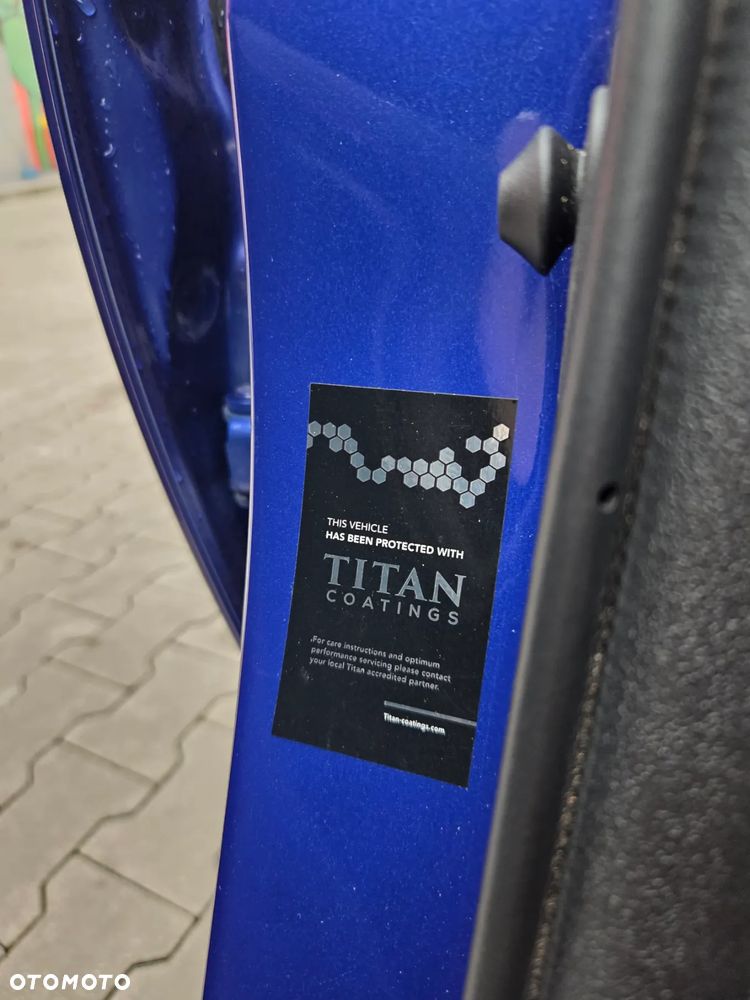 THIS VEHICLE
HAS BEEN PROTECTED WITH
TITAN
COATINGS
For care instructions and optimum
performance servicing please contact
your local Titan accredited partner.
Titan-coatings.com
OTOMOTO